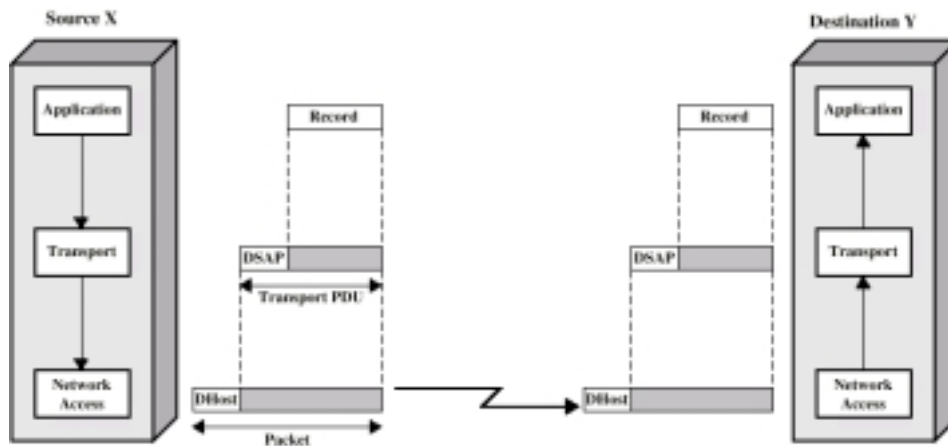 Source X
Destination Y
Application
Record
Record
Application
Transport
DSAP
DSAP
Transport
Transport PDU
Network
Access
DHost
DHost
Network
Access
Packet